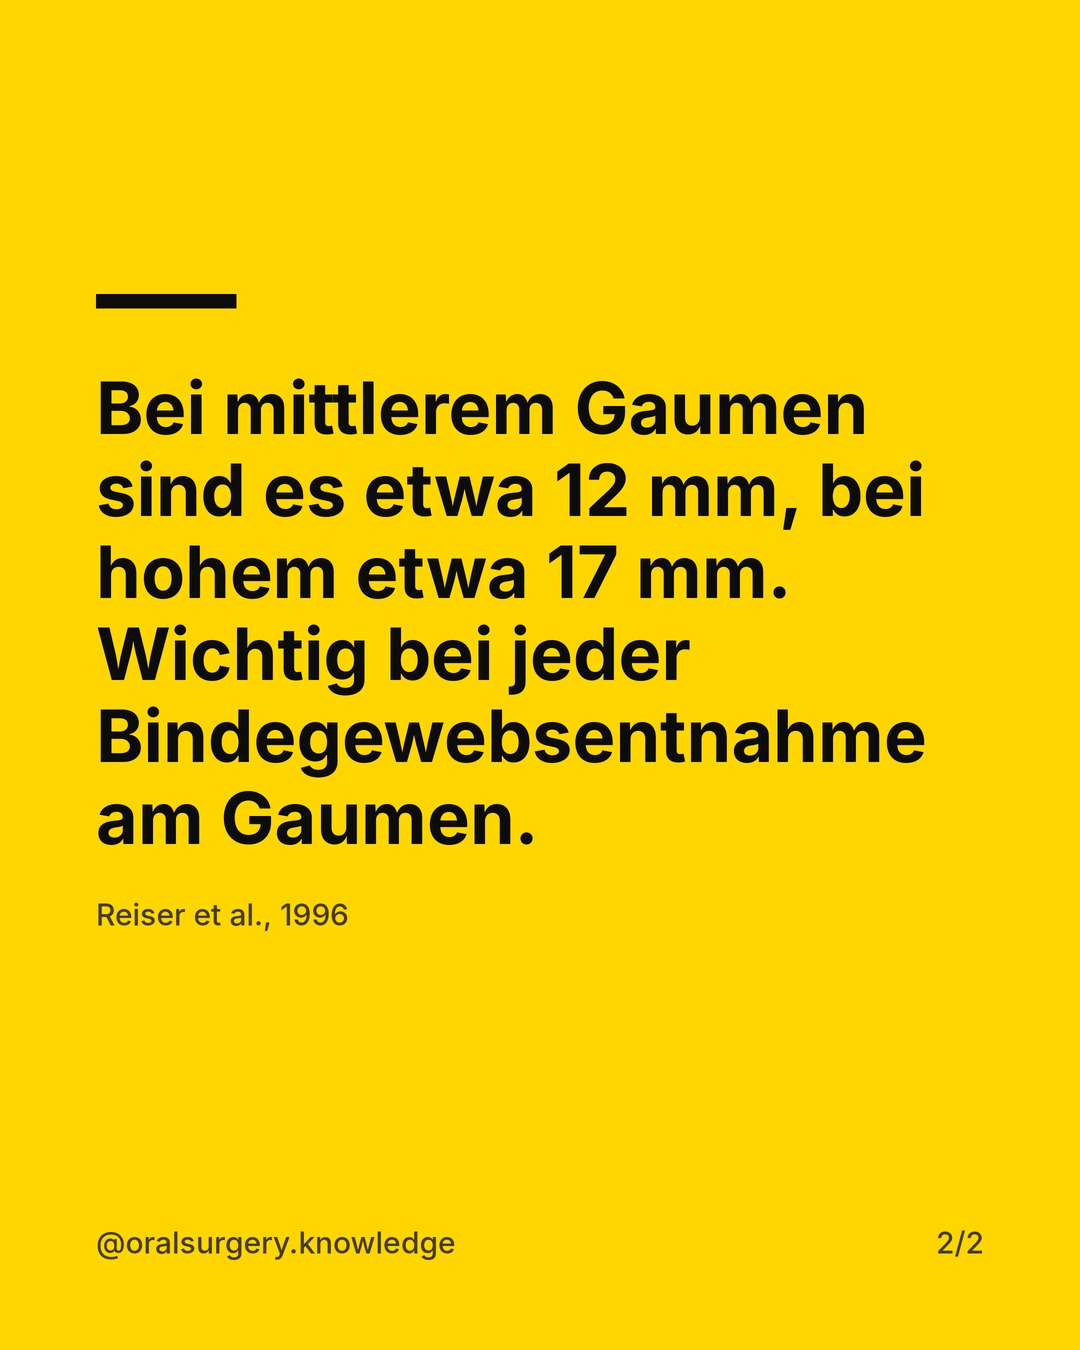 Bei mittlerem Gaumen
sind es etwa 12 mm, bei
hohem etwa 17 mm.
Wichtig bei jeder
Bindegewebsentnahme
am Gaumen.
Reiser et al., 1996
@oralsurgery.knowledge
2/2